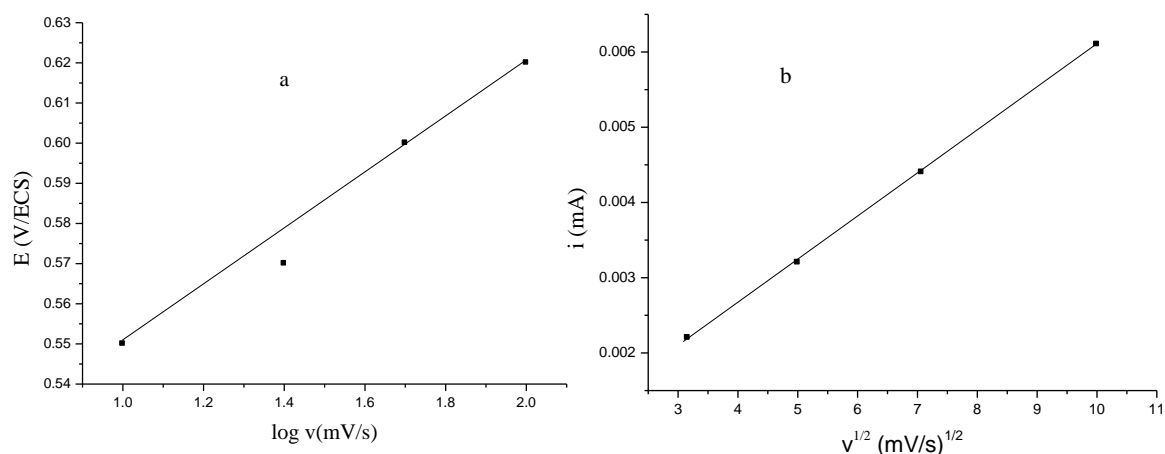 a
E (V/ECS)
0.63
0.62
0.61
0.60
0.59
0.58
0.57
0.56
0.55
0.54
1.0 1.2 1.4 1.6 1.8 2.0
log v(mV/s)
b
i (mA)
0.006
0.005
0.004
0.003
0.002
3 4 5 6 7 8 9 10 11
v^1/2 (mV/s)^1/2